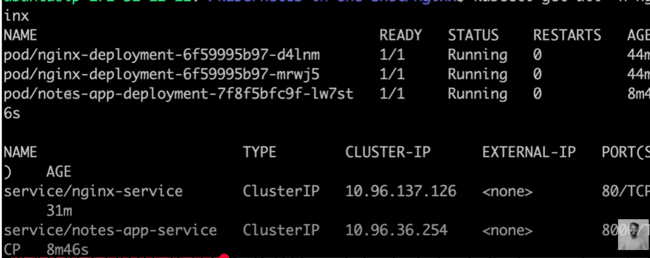 inx
NAME READY STATUS RESTARTS AGE
pod/nginx-deployment-6f59995b97-d4lnm 1/1 Running 0 44m
pod/nginx-deployment-6f59995b97-mrwj5 1/1 Running 0 44m
pod/notes-app-deployment-7f8f5bfc9f-lw7st 1/1 Running 0 8m4
6s
NAME TYPE CLUSTER-IP EXTERNAL-IP PORT(S
) AGE
service/nginx-service ClusterIP 10.96.137.126 <none> 80/TCP
31m
service/notes-app-service ClusterIP 10.96.36.254 <none>
CP 8m46s